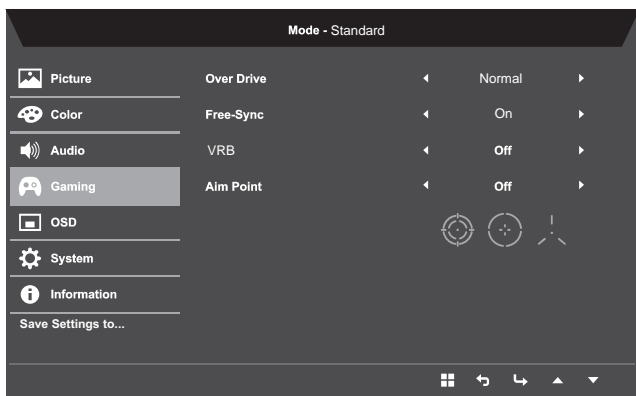 Mode - Standard
Picture
Over Drive Normal
Color
Free-Sync On
Audio
VRB Off
Gaming
Aim Point Off
OSD
System
Information
Save Settings to...